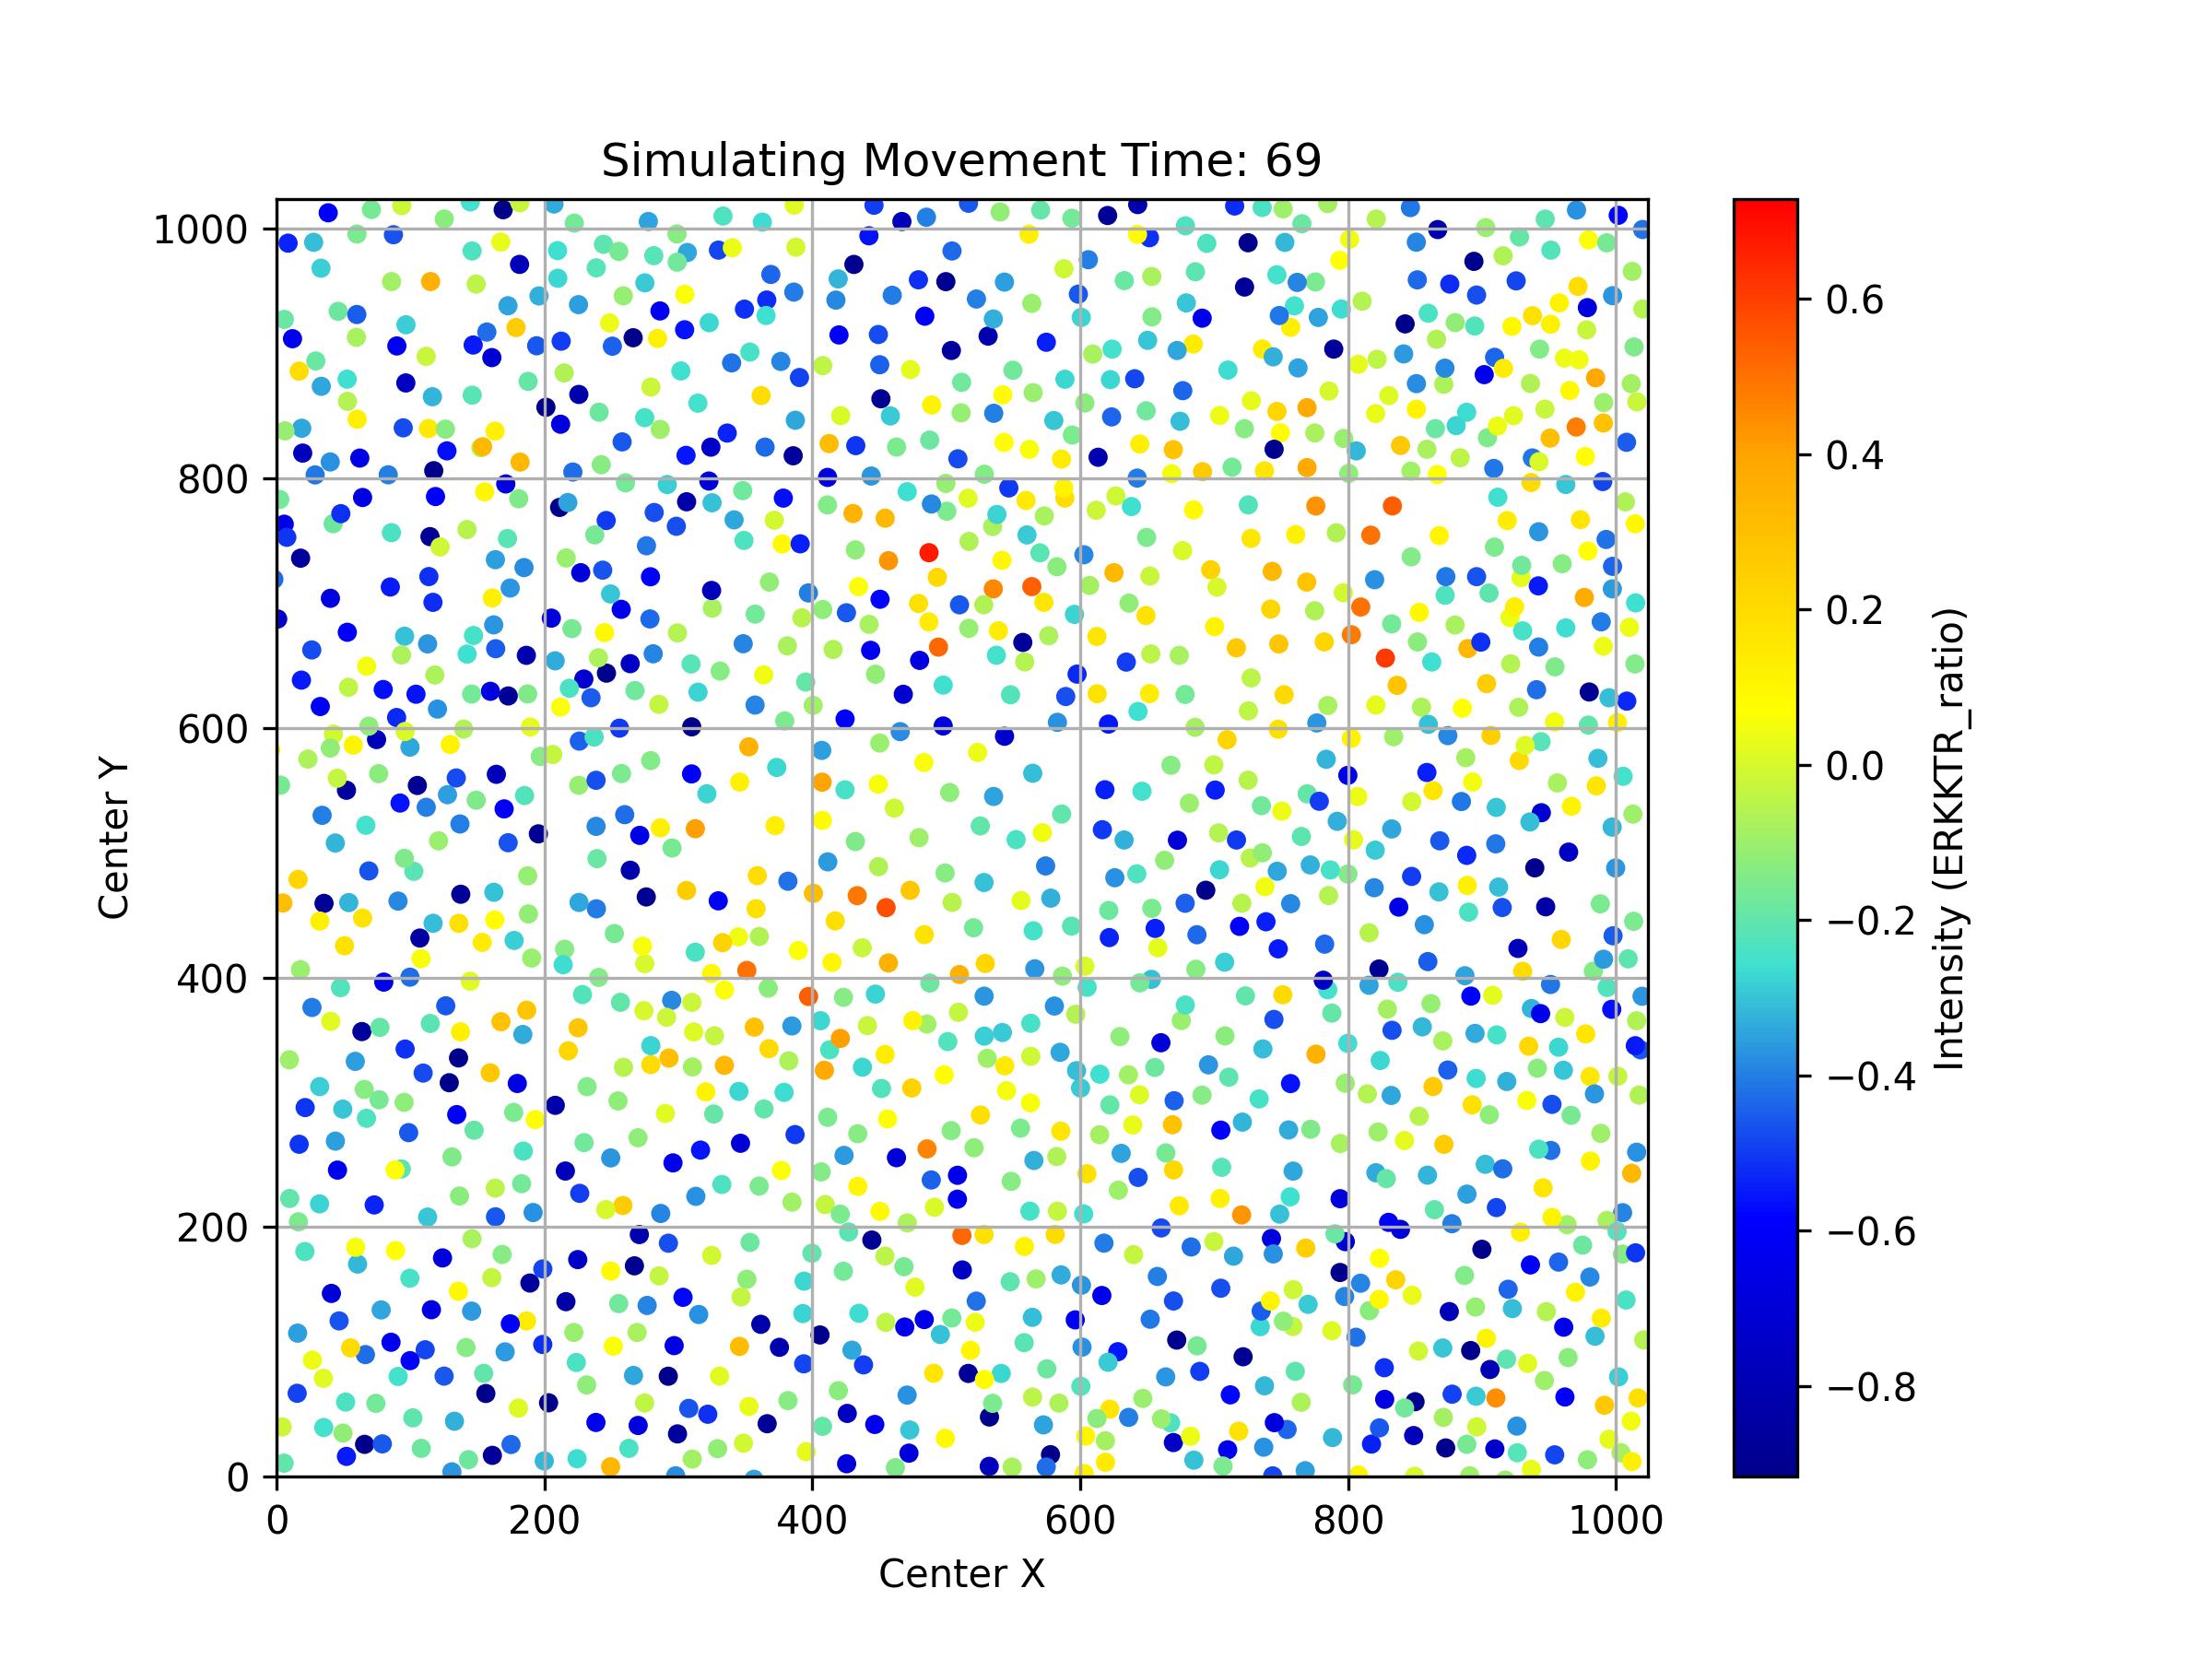 Simulating Movement Time: 69
Center Y
1000
800
600
400
200
0
0 200 400 600 800 1000
Center X
0.6
0.4
0.2
0.0
−0.2
−0.4
−0.6
−0.8
Intensity (ERKKTR_ratio)